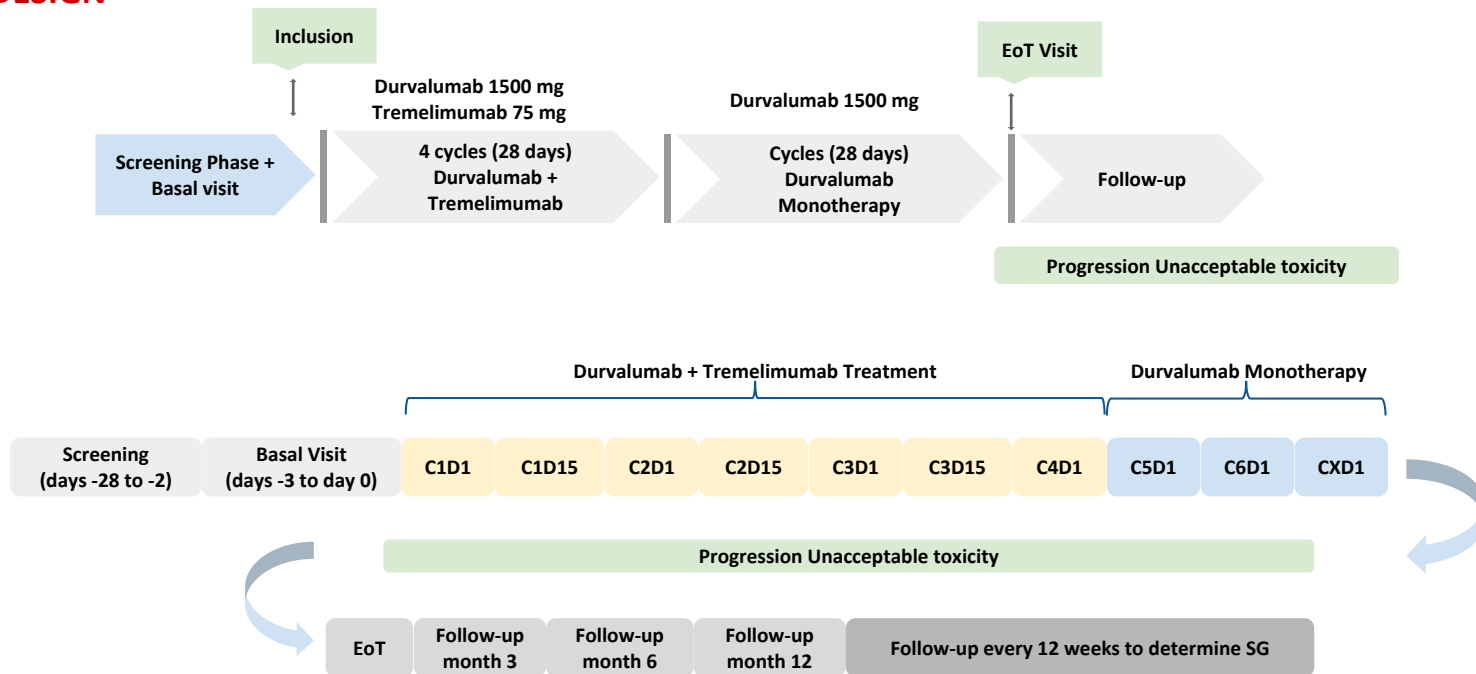 Inclusion
EoT Visit
Durvalumab 1500 mg
Tremelimumab 75 mg
Durvalumab 1500 mg
Screening Phase +
Basal visit
4 cycles (28 days)
Durvalumab +
Tremelimumab
Cycles (28 days)
Durvalumab
Monotherapy
Follow-up
Progression Unacceptable toxicity
Durvalumab + Tremelimumab Treatment
Durvalumab Monotherapy
Screening
(days -28 to -2)
Basal Visit
(days -3 to day 0)
C1D1
C1D15
C2D1
C2D15
C3D1
C3D15
C4D1
C5D1
C6D1
CXD1
Progression Unacceptable toxicity
EoT
Follow-up
month 3
Follow-up
month 6
Follow-up
month 12
Follow-up every 12 weeks to determine SG